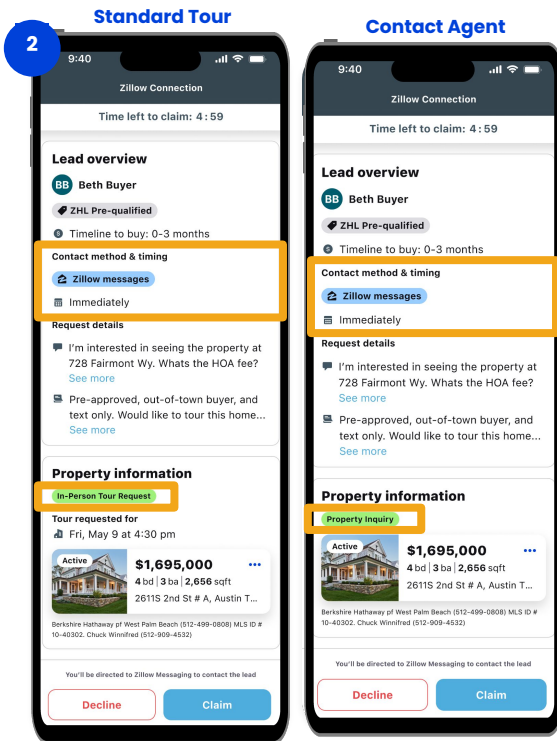 2
Standard Tour
9:40
Zillow Connection
Time left to claim: 4:59
Lead overview
BB Beth Buyer
ZHL Pre-qualified
Timeline to buy: 0-3 months
Contact method & timing
Zillow messages
Immediately
Request details
I'm interested in seeing the property at
728 Fairmont Wy. Whats the HOA fee?
See more
Pre-approved, out-of-town buyer, and
text only. Would like to tour this home...
See more
Property information
In-Person Tour Request
Tour requested for
Fri, May 9 at 4:30 pm
Active
$1,695,000
4 bd | 3 ba | 2,656 sqft
2611S 2nd St # A, Austin T...
Berkshire Hathaway pf West Palm Beach (512-499-0808) MLS ID #
10-40302. Chuck Winnifred (512-909-4532)
You'll be directed to Zillow Messaging to contact the lead
Decline
Claim
Contact Agent
9:40
Zillow Connection
Time left to claim: 4:59
Lead overview
BB Beth Buyer
ZHL Pre-qualified
Timeline to buy: 0-3 months
Contact method & timing
Zillow messages
Immediately
Request details
I'm interested in seeing the property at
728 Fairmont Wy. Whats the HOA fee?
See more
Pre-approved, out-of-town buyer, and
text only. Would like to tour this home...
See more
Property information
Property Inquiry
Active
$1,695,000
4 bd | 3 ba | 2,656 sqft
2611S 2nd St # A, Austin T...
Berkshire Hathaway pf West Palm Beach (512-499-0808) MLS ID #
10-40302. Chuck Winnifred (512-909-4532)
You'll be directed to Zillow Messaging to contact the lead
Decline
Claim